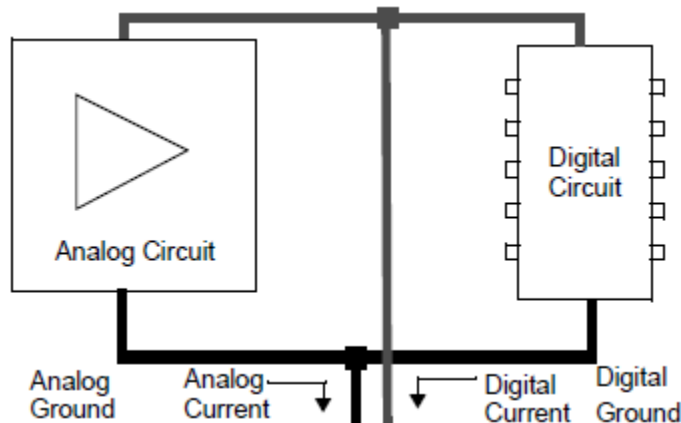 Digital
Circuit
Analog Circuit
Analog
Ground
Analog
Current
Digital
Current
Digital
Ground